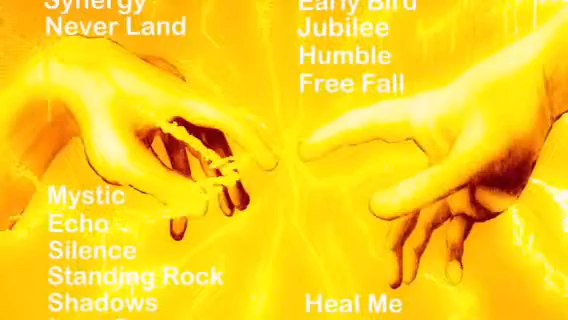 Synergy
Never Land
Early Bird
Jubilee
Humble
Free Fall
Mystic
Echo
Silence
Standing Rock
Shadows
Heal Me